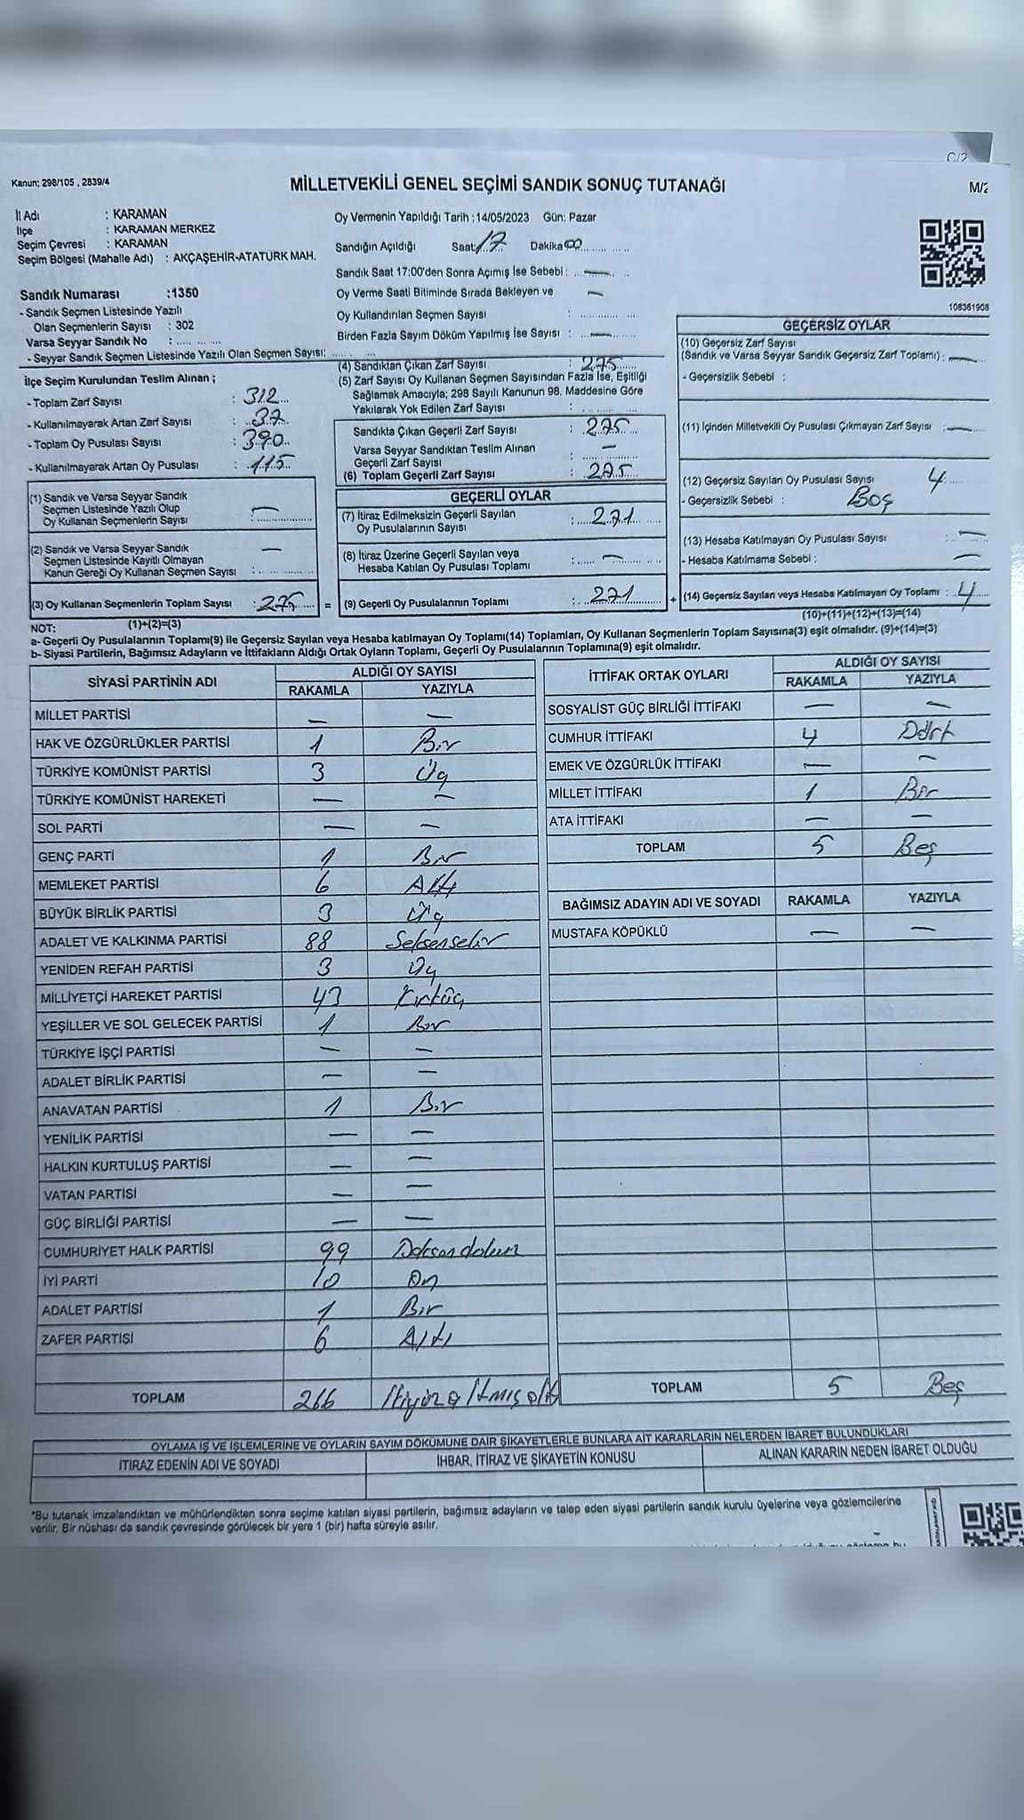 C/2
Kanun; 298/105 , 2839/4
MİLLETVEKİLİ GENEL SEÇİMİ SANDIK SONUÇ TUTANAĞI
M/2
İl Adı : KARAMAN
İlçe : KARAMAN MERKEZ
Seçim Çevresi : KARAMAN
Seçim Bölgesi (Mahalle Adı) : AKÇAŞEHİR-ATATÜRK MAH.
Sandık Numarası :1350
- Sandık Seçmen Listesinde Yazılı
Olan Seçmenlerin Sayısı : 302
Varsa Seyyar Sandık No :
- Seyyar Sandık Seçmen Listesinde Yazılı Olan Seçmen Sayısı:
Oy Vermenin Yapıldığı Tarih :14/05/2023 Gün: Pazar
Sandığın Açıldığı Saat 17 Dakika 00
Sandık Saat 17:00'den Sonra Açılmış İse Sebebi : —
Oy Verme Saati Bitiminde Sırada Bekleyen ve —
Oy Kullandırılan Seçmen Sayısı :
Birden Fazla Sayım Döküm Yapılmış İse Sayısı : —
108361908
İlçe Seçim Kurulundan Teslim Alınan ;
- Toplam Zarf Sayısı : 312
- Kullanılmayarak Artan Zarf Sayısı : 37
- Toplam Oy Pusulası Sayısı : 390
- Kullanılmayarak Artan Oy Pusulası : 115
(4) Sandıktan Çıkan Zarf Sayısı : 275
(5) Zarf Sayısı Oy Kullanan Seçmen Sayısından Fazla İse, Eşitliği
Sağlamak Amacıyla; 298 Sayılı Kanunun 98. Maddesine Göre
Yakılarak Yok Edilen Zarf Sayısı :
Sandıkta Çıkan Geçerli Zarf Sayısı : 275
Varsa Seyyar Sandıktan Teslim Alınan
Geçerli Zarf Sayısı : —
(6) Toplam Geçerli Zarf Sayısı : 275
GEÇERSİZ OYLAR
(10) Geçersiz Zarf Sayısı
(Sandık ve Varsa Seyyar Sandık Geçersiz Zarf Toplamı) : —
- Geçersizlik Sebebi :
(11) İçinden Milletvekili Oy Pusulası Çıkmayan Zarf Sayısı : —
(12) Geçersiz Sayılan Oy Pusulası Sayısı : 4
- Geçersizlik Sebebi : Boş
(13) Hesaba Katılmayan Oy Pusulası Sayısı : —
- Hesaba Katılmama Sebebi : —
(14) Geçersiz Sayılan veya Hesaba Katılmayan Oy Toplamı : 4
(10)+(11)+(12)+(13)=(14)
(1) Sandık ve Varsa Seyyar Sandık
Seçmen Listesinde Yazılı Olup
Oy Kullanan Seçmenlerin Sayısı : —
(2) Sandık ve Varsa Seyyar Sandık
Seçmen Listesinde Kayıtlı Olmayan
Kanun Gereği Oy Kullanan Seçmen Sayısı : —
(3) Oy Kullanan Seçmenlerin Toplam Sayısı : 275 =
(1)+(2)=(3)
GEÇERLİ OYLAR
(7) İtiraz Edilmeksizin Geçerli Sayılan
Oy Pusulalarının Sayısı : 271
(8) İtiraz Üzerine Geçerli Sayılan veya
Hesaba Katılan Oy Pusulası Toplamı : —
(9) Geçerli Oy Pusulalarının Toplamı : 271 +
NOT:
a- Geçerli Oy Pusulalarının Toplamı(9) ile Geçersiz Sayılan veya Hesaba katılmayan Oy Toplamı(14) Toplamları, Oy Kullanan Seçmenlerin Toplam Sayısına(3) eşit olmalıdır. (9)+(14)=(3)
b- Siyasi Partilerin, Bağımsız Adayların ve İttifakların Aldığı Ortak Oyların Toplamı, Geçerli Oy Pusulalarının Toplamına(9) eşit olmalıdır.
SİYASİ PARTİNİN ADI ALDIĞI OY SAYISI
RAKAMLA YAZIYLA
MİLLET PARTİSİ — —
HAK VE ÖZGÜRLÜKLER PARTİSİ 1 Bir
TÜRKİYE KOMÜNİST PARTİSİ 3 Üç
TÜRKİYE KOMÜNİST HAREKETİ — —
SOL PARTİ — —
GENÇ PARTİ 1 Bir
MEMLEKET PARTİSİ 6 Altı
BÜYÜK BİRLİK PARTİSİ 3 Üç
ADALET VE KALKINMA PARTİSİ 88 Seksensekiz
YENİDEN REFAH PARTİSİ 3 Üç
MİLLİYETÇİ HAREKET PARTİSİ 43 Kırküç
YEŞİLLER VE SOL GELECEK PARTİSİ 1 Bir
TÜRKİYE İŞÇİ PARTİSİ — —
ADALET BİRLİK PARTİSİ — —
ANAVATAN PARTİSİ 1 Bir
YENİLİK PARTİSİ — —
HALKIN KURTULUŞ PARTİSİ — —
VATAN PARTİSİ — —
GÜÇ BİRLİĞİ PARTİSİ — —
CUMHURİYET HALK PARTİSİ 99 Doksandokuz
İYİ PARTİ 10 On
ADALET PARTİSİ 1 Bir
ZAFER PARTİSİ 6 Altı
TOPLAM 266 İkiyüzaltmışaltı
İTTİFAK ORTAK OYLARI ALDIĞI OY SAYISI
RAKAMLA YAZIYLA
SOSYALİST GÜÇ BİRLİĞİ İTTİFAKI — —
CUMHUR İTTİFAKI 4 Dört
EMEK VE ÖZGÜRLÜK İTTİFAKI — —
MİLLET İTTİFAKI 1 Bir
ATA İTTİFAKI — —
TOPLAM 5 Beş
BAĞIMSIZ ADAYIN ADI VE SOYADI RAKAMLA YAZIYLA
MUSTAFA KÖPÜKLÜ — —
TOPLAM 5 Beş
OYLAMA İŞ VE İŞLEMLERİNE VE OYLARIN SAYIM DÖKÜMÜNE DAİR ŞİKAYETLERLE BUNLARA AİT KARARLARIN NELERDEN İBARET BULUNDUKLARI
İTİRAZ EDENİN ADI VE SOYADI İHBAR, İTİRAZ VE ŞİKAYETİN KONUSU ALINAN KARARIN NEDEN İBARET OLDUĞU
*Bu tutanak imzalandıktan ve mühürlendikten sonra seçime katılan siyasi partilerin, bağımsız adayların ve talep eden siyasi partilerin sandık kurulu üyelerine veya gözlemcilerine
verilir. Bir nüshası da sandık çevresinde görülecek bir yere 1 (bir) hafta süreyle asılır.